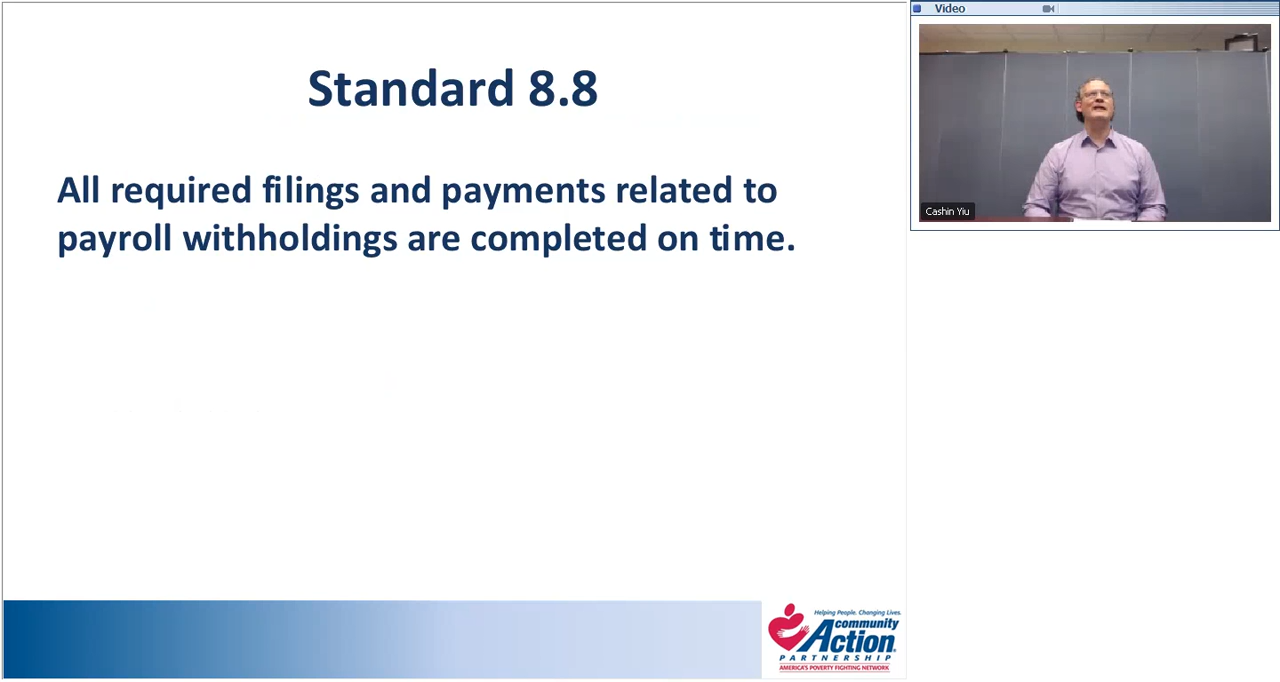 Standard 8.8
All required filings and payments related to
payroll withholdings are completed on time.
Video
Cashin Yiu
Helping People. Changing Lives.
community
Action
PARTNERSHIP
AMERICA'S POVERTY FIGHTING NETWORK